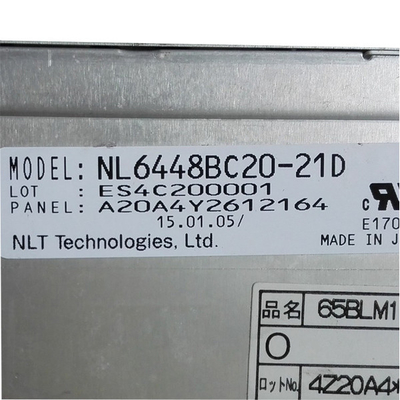 MODEL: NL6448BC20-21D
LOT : ES4C200001
PANEL: A20A4Y2612164
15.01.05/
NLT Technologies, Ltd.
c
E170
MADE IN J
品名 65BLM1
O
ロットNo. 4Z20A4*